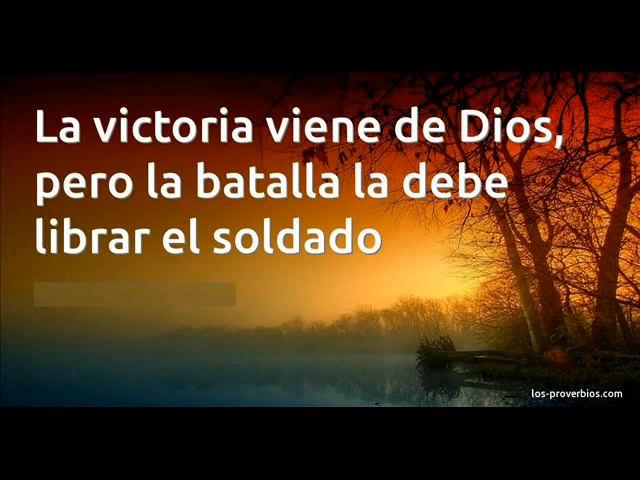 La victoria viene de Dios,
pero la batalla la debe
librar el soldado
los-proverbios.com